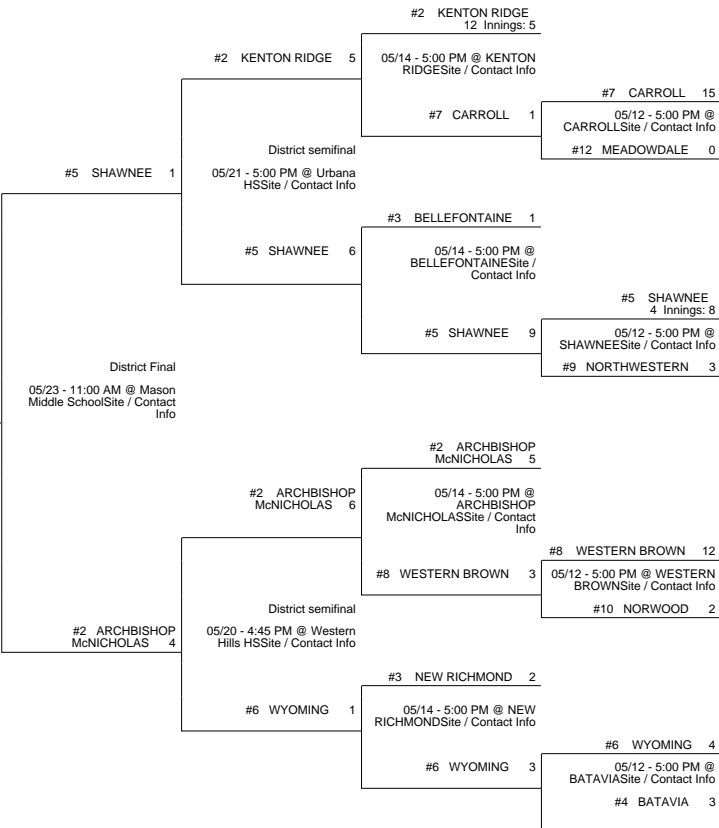 #2 KENTON RIDGE
12 Innings: 5
#2 KENTON RIDGE 5
05/14 - 5:00 PM @ KENTON
RIDGESite / Contact Info
#7 CARROLL 15
#7 CARROLL 1
05/12 - 5:00 PM @
CARROLLSite / Contact Info
#12 MEADOWDALE 0
District semifinal
#5 SHAWNEE 1
05/21 - 5:00 PM @ Urbana
HSSite / Contact Info
#3 BELLEFONTAINE 1
#5 SHAWNEE 6
05/14 - 5:00 PM @
BELLEFONTAINESite /
Contact Info
#5 SHAWNEE
4 Innings: 8
#5 SHAWNEE 9
05/12 - 5:00 PM @
SHAWNEESite / Contact Info
#9 NORTHWESTERN 3
District Final
05/23 - 11:00 AM @ Mason
Middle SchoolSite / Contact
Info
#2 ARCHBISHOP
McNICHOLAS 5
#2 ARCHBISHOP
McNICHOLAS 6
05/14 - 5:00 PM @
ARCHBISHOP
McNICHOLASSite / Contact
Info
#8 WESTERN BROWN 12
#8 WESTERN BROWN 3
05/12 - 5:00 PM @ WESTERN
BROWNSite / Contact Info
#10 NORWOOD 2
District semifinal
#2 ARCHBISHOP
McNICHOLAS 4
05/20 - 4:45 PM @ Western
Hills HSSite / Contact Info
#3 NEW RICHMOND 2
#6 WYOMING 1
05/14 - 5:00 PM @ NEW
RICHMONDSite / Contact Info
#6 WYOMING 4
#6 WYOMING 3
05/12 - 5:00 PM @
BATAVIASite / Contact Info
#4 BATAVIA 3